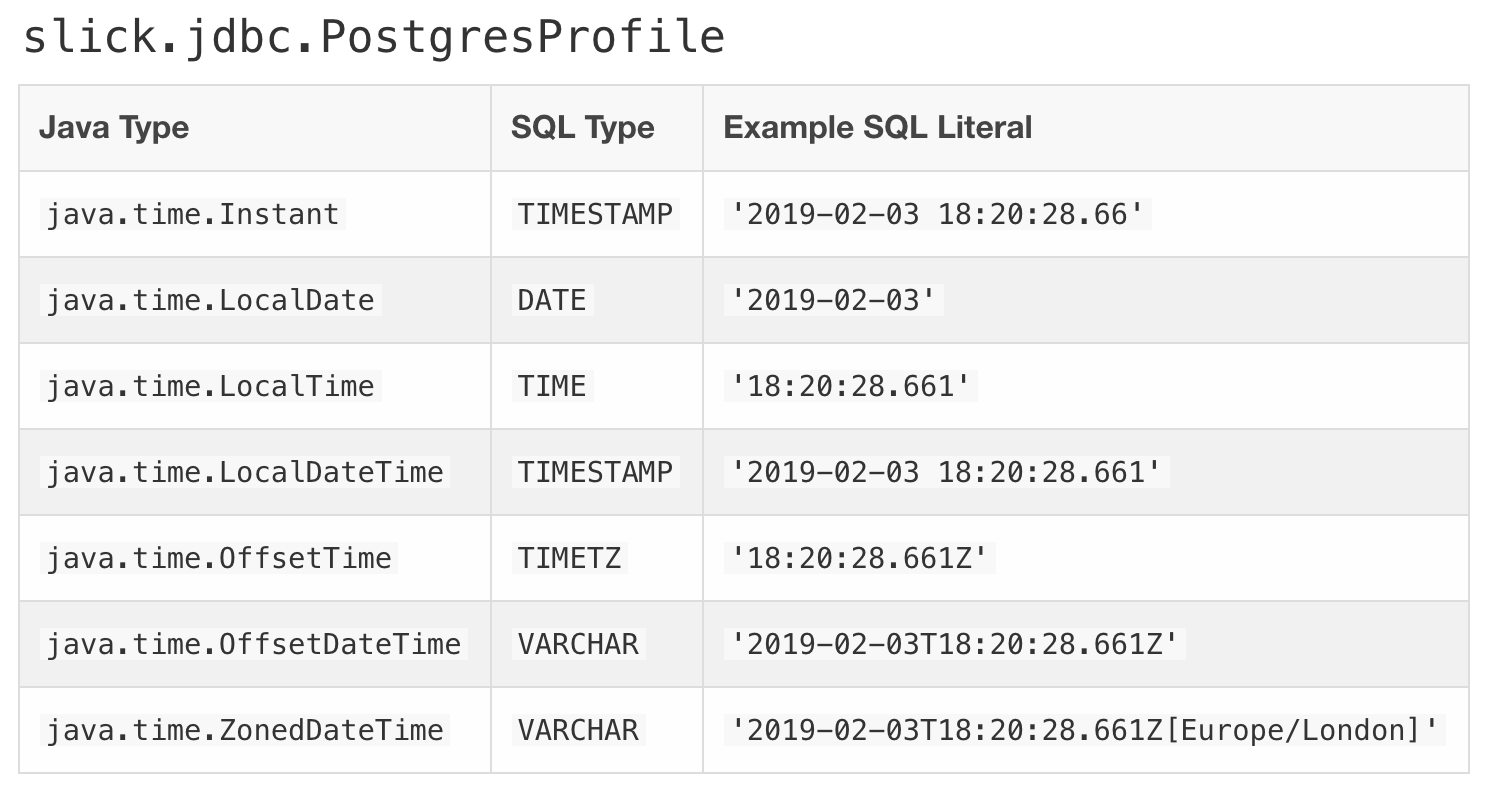 slick.jdbc.PostgresProfile
Java Type SQL Type Example SQL Literal
java.time.Instant TIMESTAMP '2019-02-03 18:20:28.66'
java.time.LocalDate DATE '2019-02-03'
java.time.LocalTime TIME '18:20:28.661'
java.time.LocalDateTime TIMESTAMP '2019-02-03 18:20:28.661'
java.time.OffsetTime TIMETZ '18:20:28.661Z'
java.time.OffsetDateTime VARCHAR '2019-02-03T18:20:28.661Z'
java.time.ZonedDateTime VARCHAR '2019-02-03T18:20:28.661Z[Europe/London]'